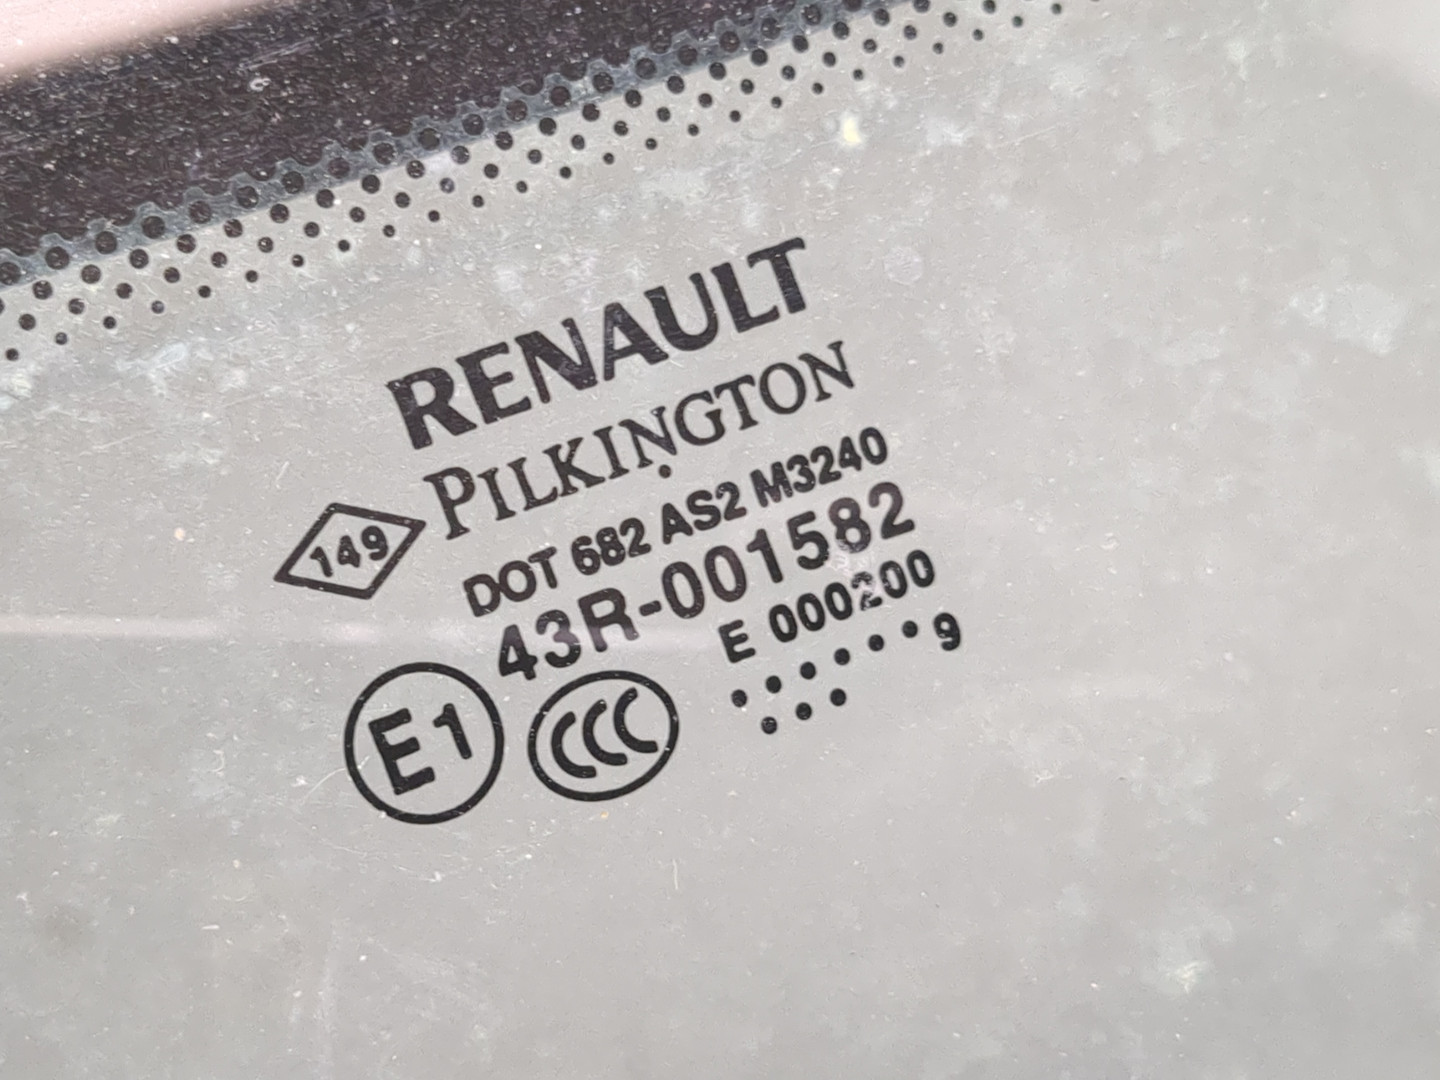 RENAULT
PILKINGTON
149
DOT 682 AS2 M3240
43R-001582
E 000200
9
E1
CCC